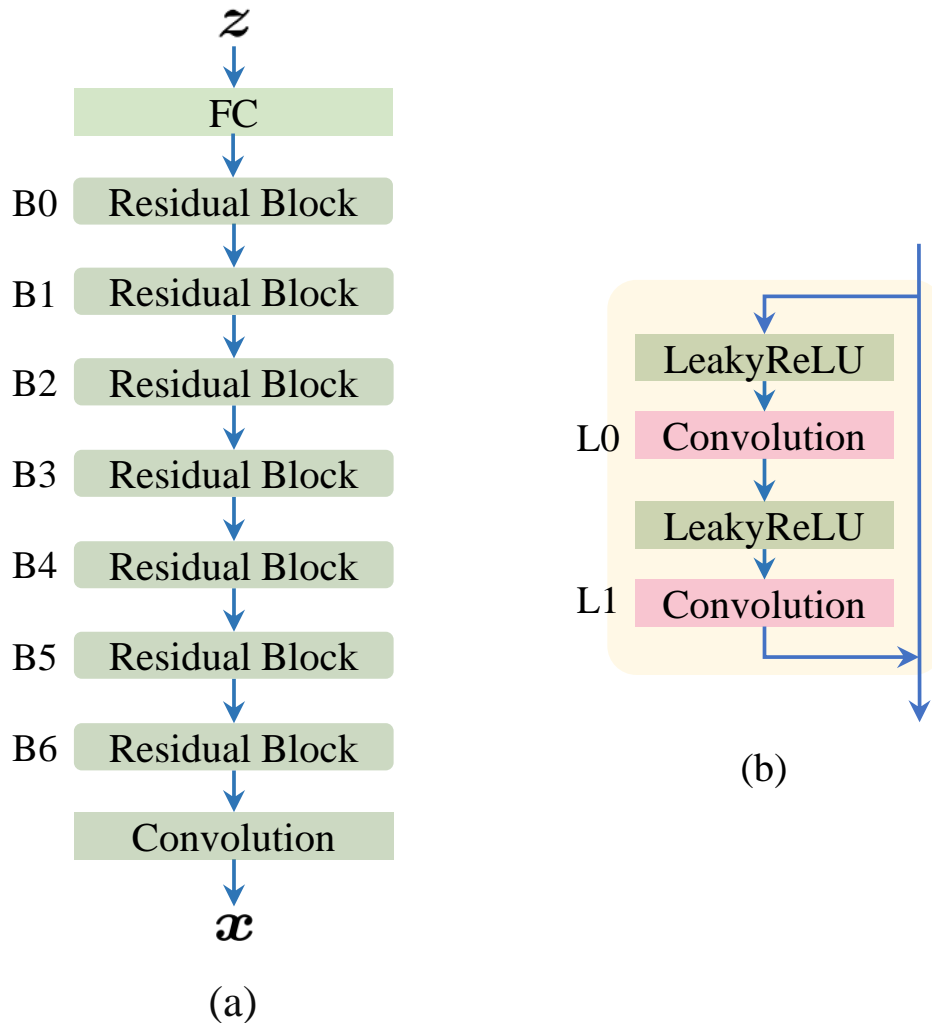 z
FC
B0 Residual Block
B1 Residual Block
B2 Residual Block
B3 Residual Block
B4 Residual Block
B5 Residual Block
B6 Residual Block
Convolution
x
(a)
LeakyReLU
L0 Convolution
LeakyReLU
L1 Convolution
(b)